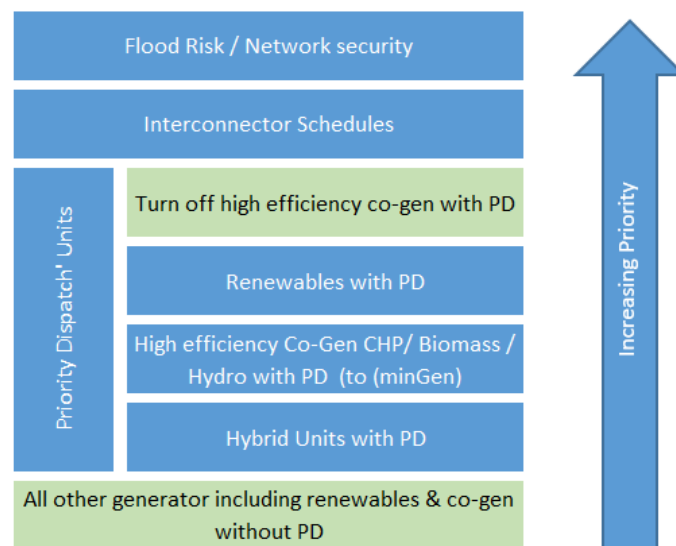 Flood Risk / Network security
Interconnector Schedules
Priority Dispatch' Units
Turn off high efficiency co-gen with PD
Renewables with PD
High efficiency Co-Gen CHP/ Biomass /
Hydro with PD (to (minGen)
Hybrid Units with PD
All other generator including renewables & co-gen
without PD
Increasing Priority